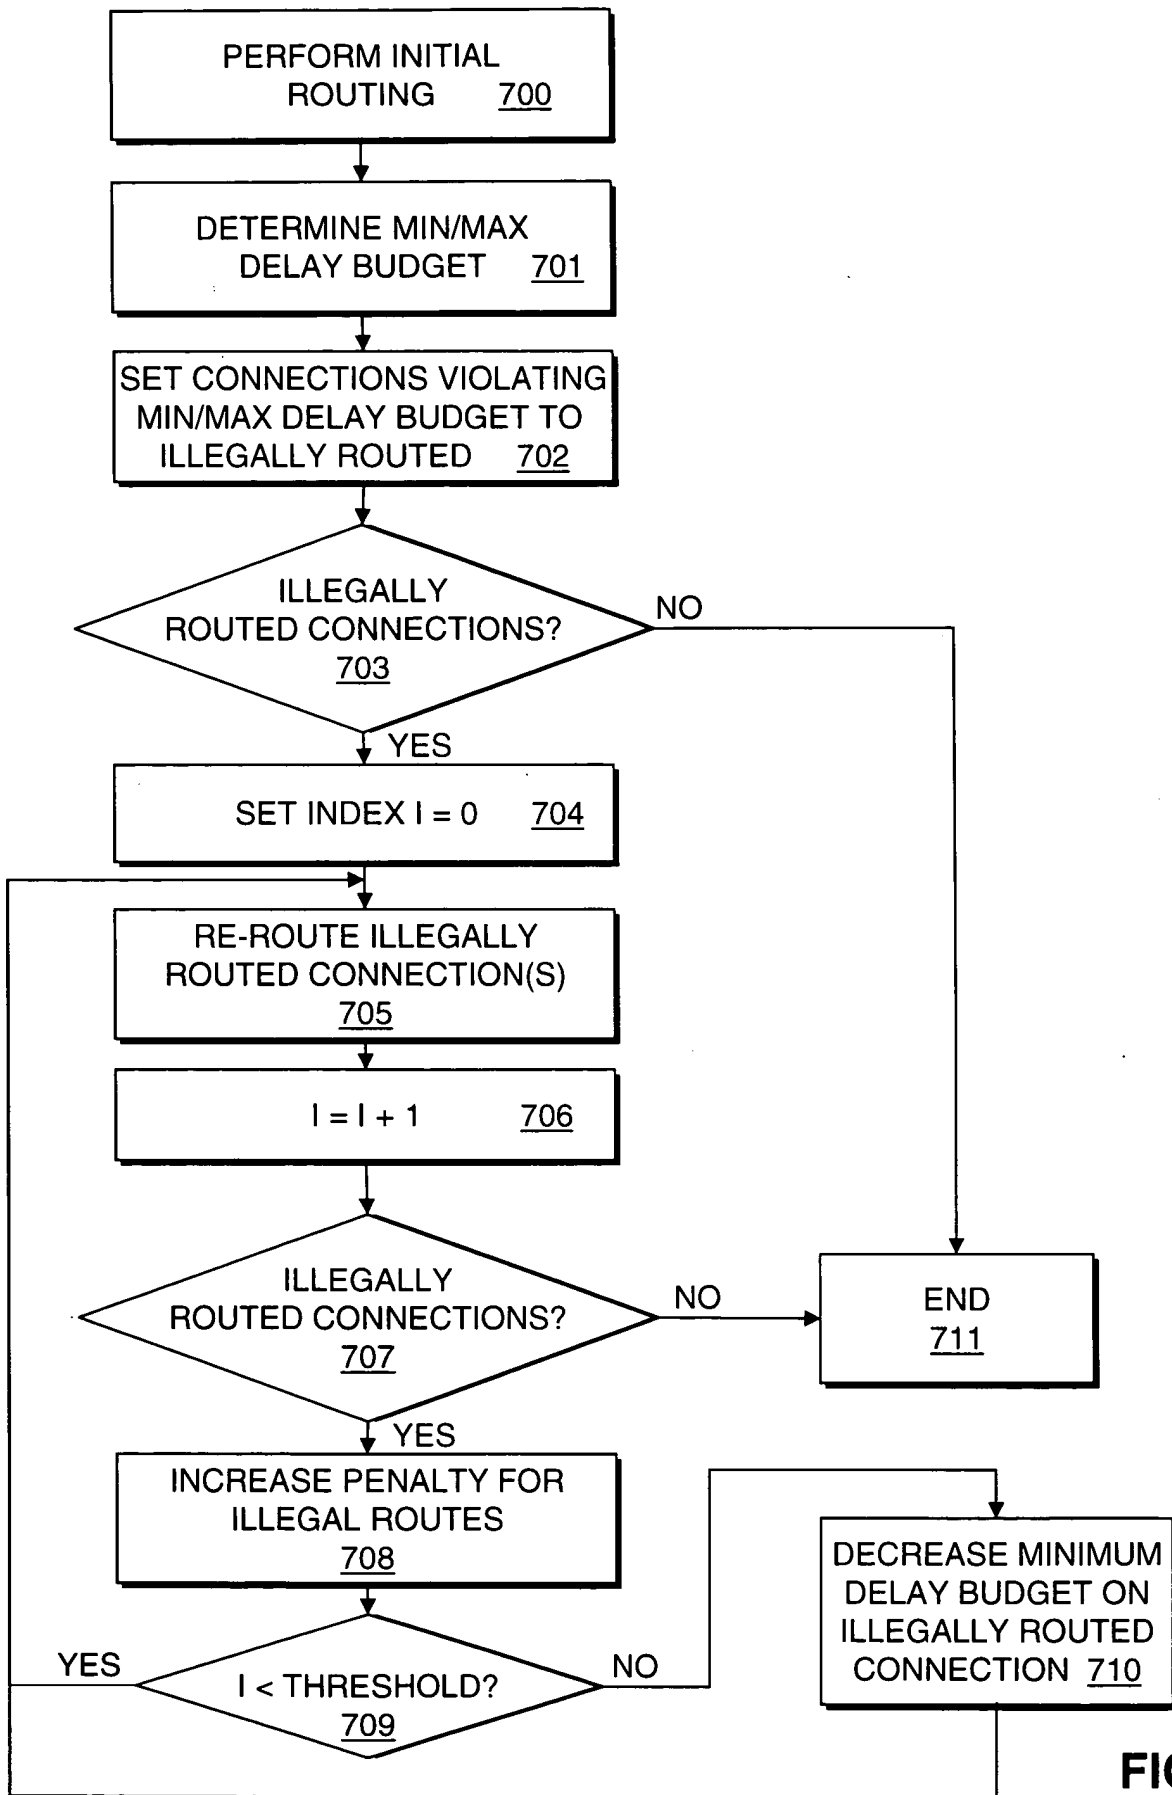 PERFORM INITIAL
ROUTING 700
DETERMINE MIN/MAX
DELAY BUDGET 701
SET CONNECTIONS VIOLATING
MIN/MAX DELAY BUDGET TO
ILLEGALLY ROUTED 702
ILLEGALLY
ROUTED CONNECTIONS?
703
NO
YES
SET INDEX I = 0 704
RE-ROUTE ILLEGALLY
ROUTED CONNECTION(S)
705
I = I + 1 706
ILLEGALLY
ROUTED CONNECTIONS?
707
NO
END
711
YES
INCREASE PENALTY FOR
ILLEGAL ROUTES
708
I < THRESHOLD?
709
YES
NO
DECREASE MINIMUM
DELAY BUDGET ON
ILLEGALLY ROUTED
CONNECTION 710